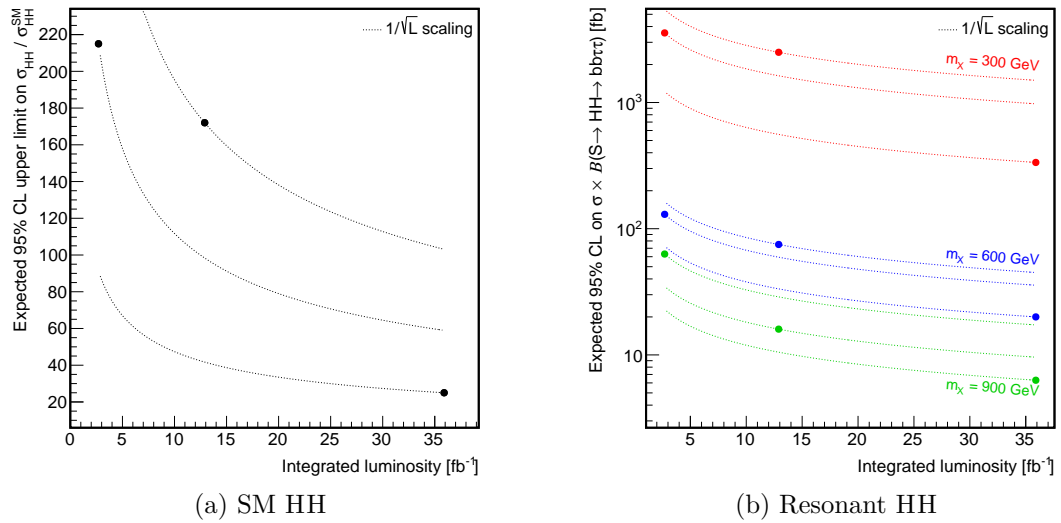 Expected 95% CL upper limit on σ_HH / σ_HH^SM
220
200
180
160
140
120
100
80
60
40
20
0 5 10 15 20 25 30 35
Integrated luminosity [fb⁻¹]
1/√L scaling
(a) SM HH
Expected 95% CL on σ × B(S→ HH→ bbττ) [fb]
10³
10²
10
5 10 15 20 25 30 35
Integrated luminosity [fb⁻¹]
1/√L scaling
m_X = 300 GeV
m_X = 600 GeV
m_X = 900 GeV
(b) Resonant HH